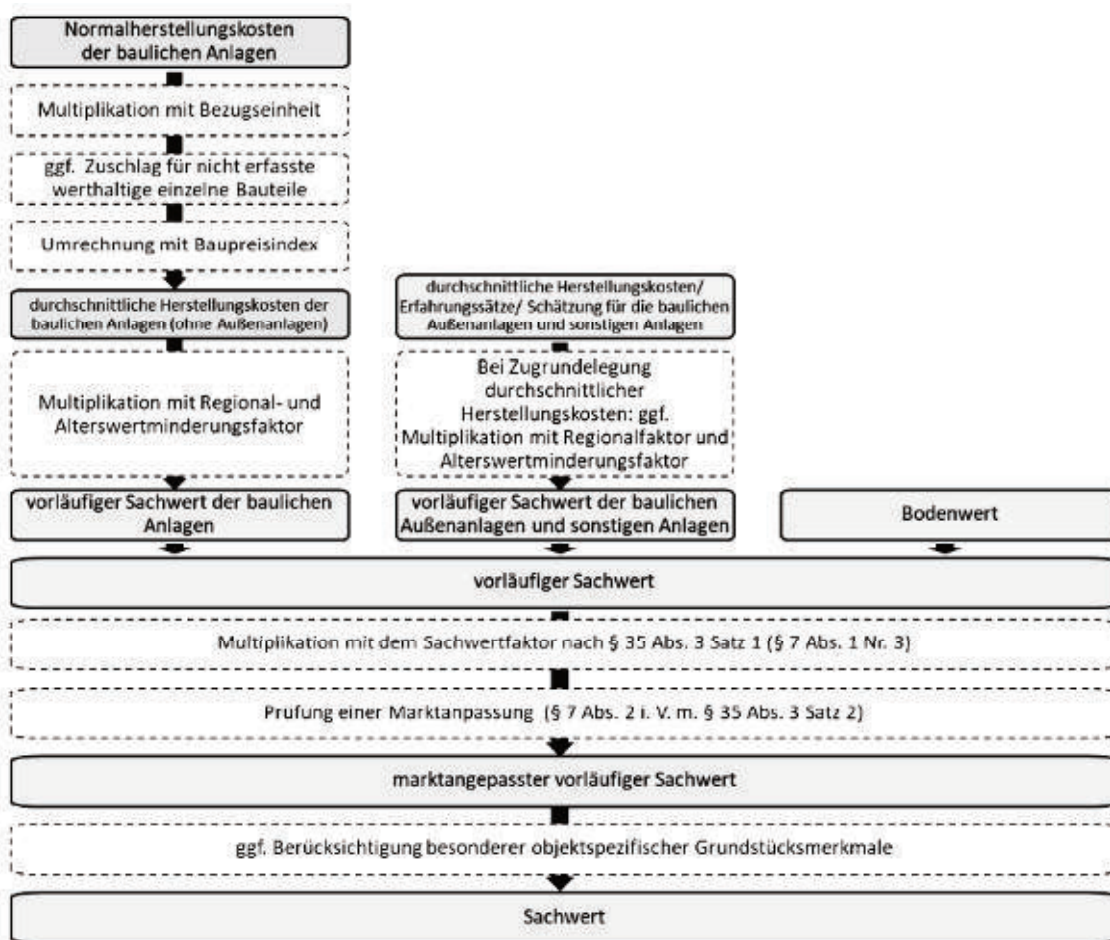 Normalherstellungskosten
der baulichen Anlagen
Multiplikation mit Bezugseinheit
ggf. Zuschlag für nicht erfasste
werthaltige einzelne Bauteile
Umrechnung mit Baupreisindex
durchschnittliche Herstellungskosten der
baulichen Anlagen (ohne Außenanlagen)
Multiplikation mit Regional- und
Alterswertminderungsfaktor
vorläufiger Sachwert der baulichen
Anlagen
durchschnittliche Herstellungskosten/
Erfahrungssätze/ Schätzung für die baulichen
Außenanlagen und sonstigen Anlagen
Bei Zugrundelegung
durchschnittlicher
Herstellungskosten: ggf.
Multiplikation mit Regionalfaktor und
Alterswertminderungsfaktor
vorläufiger Sachwert der baulichen
Außenanlagen und sonstigen Anlagen
Bodenwert
vorläufiger Sachwert
Multiplikation mit dem Sachwertfaktor nach § 35 Abs. 3 Satz 1 (§ 7 Abs. 1 Nr. 3)
Prüfung einer Marktanpassung (§ 7 Abs. 2 i. V. m. § 35 Abs. 3 Satz 2)
marktangepasster vorläufiger Sachwert
ggf. Berücksichtigung besonderer objektspezifischer Grundstücksmerkmale
Sachwert